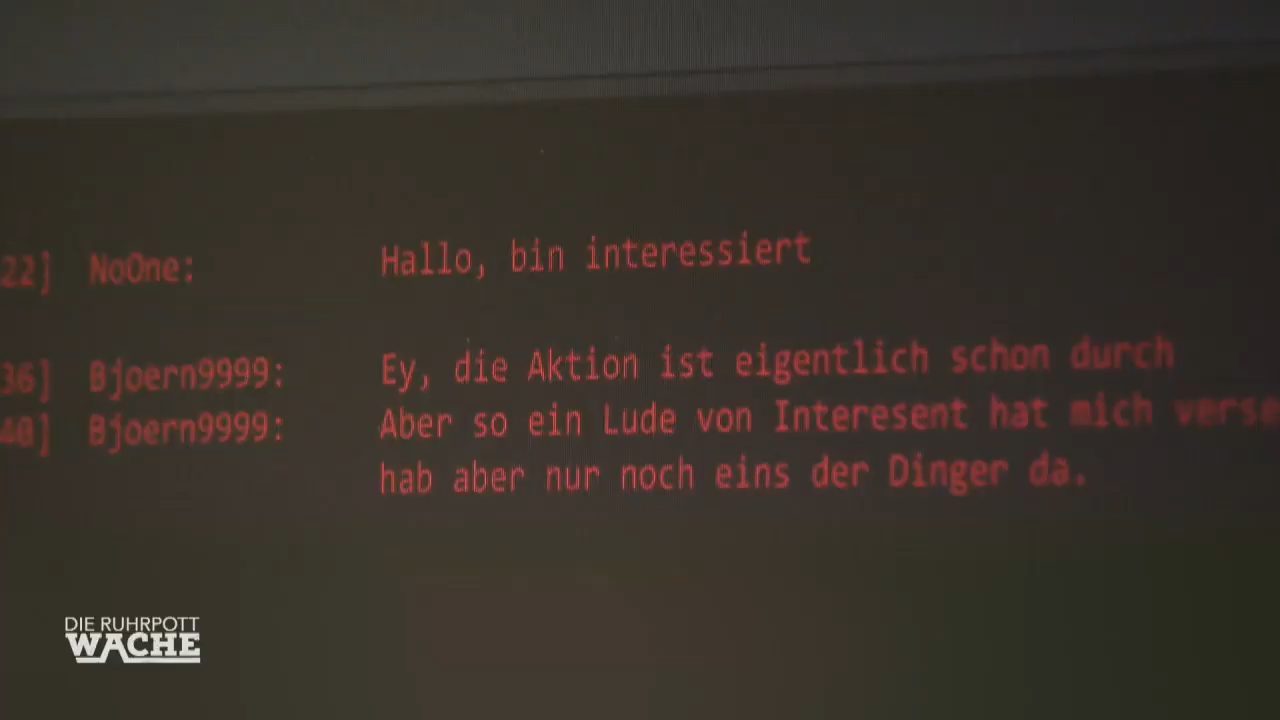 22] NoOne: Hallo, bin interessiert
36] Bjoern9999: Ey, die Aktion ist eigentlich schon durch
40] Bjoern9999: Aber so ein Lude von Interesent hat mich verse
hab aber nur noch eins der Dinger da.
DIE RUHRPOTT
WACHE